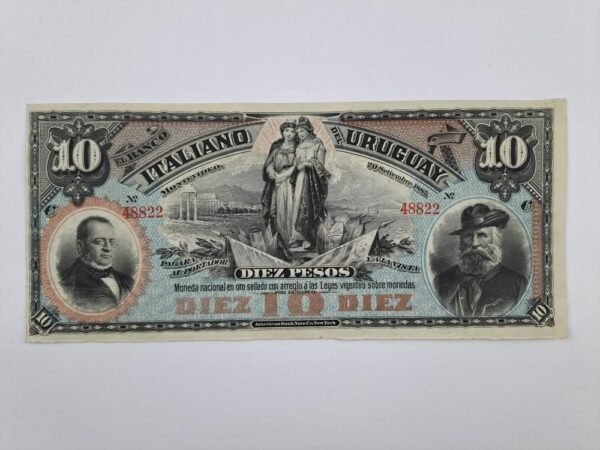 10
10
EL BANCO
ITALIANO DEL URUGUAY
MONTEVIDEO,
20 Setiembre 1887.
Nº
Nº
48822
48822
PAGARÁ
AL PORTADOR
Y A LA VISTA
DIEZ PESOS
Moneda nacional en oro sellado con arreglo á las Leyes vigentes sobre monedas
DIEZ 10 DIEZ
10
American Bank Note Co. New York
10